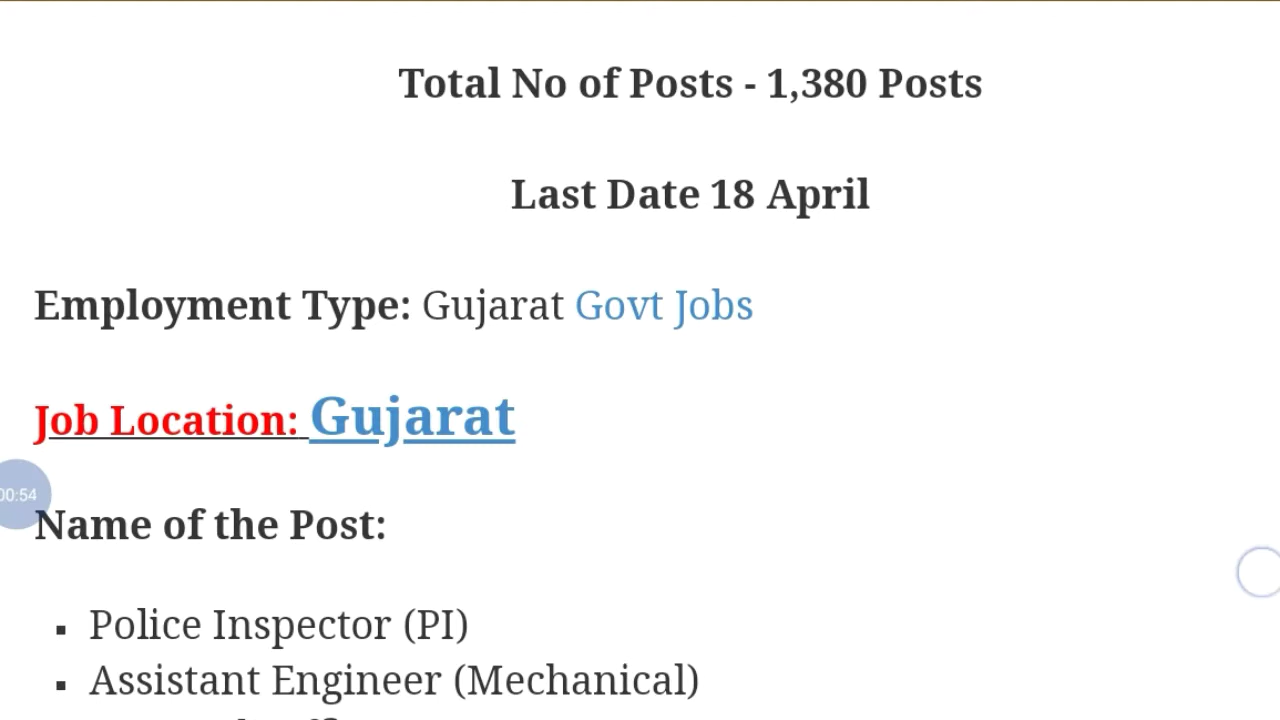 Total No of Posts - 1,380 Posts
Last Date 18 April
Employment Type: Gujarat Govt Jobs
Job Location: Gujarat
00:54
Name of the Post:
▪ Police Inspector (PI)
▪ Assistant Engineer (Mechanical)